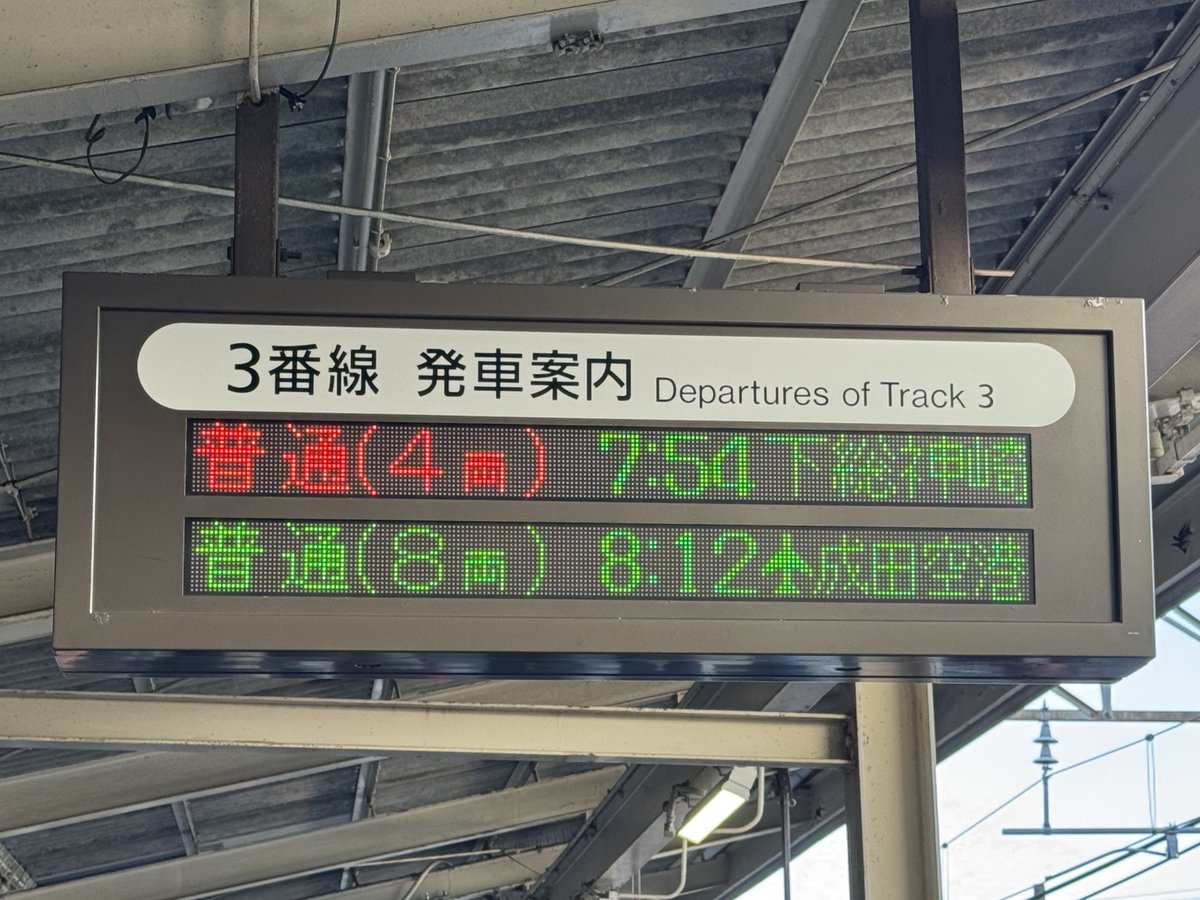 3番線 発車案内 Departures of Track 3
普通(4両) 7:54 下総神崎
普通(8両) 8:12 成田空港